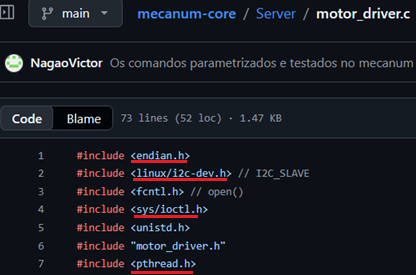 main
mecanum-core / Server / motor_driver.c
NagaoVictor Os comandos parametrizados e testados no mecanum
Code Blame 73 lines (52 loc) · 1.47 KB
1 #include <endian.h>
2 #include <linux/i2c-dev.h> // I2C_SLAVE
3 #include <fcntl.h> // open()
4 #include <sys/ioctl.h>
5 #include <unistd.h>
6 #include "motor_driver.h"
7 #include <pthread.h>